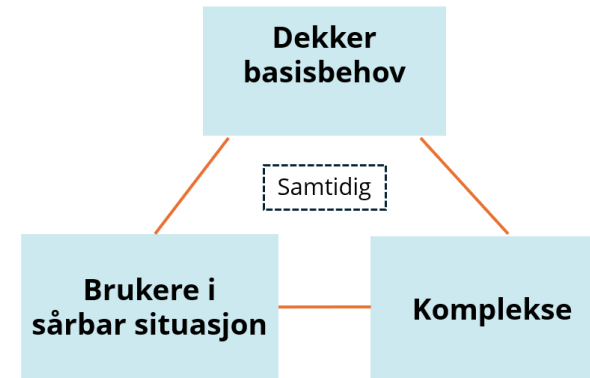 Dekker
basisbehov
Samtidig
Brukere i
sårbar situasjon
Komplekse